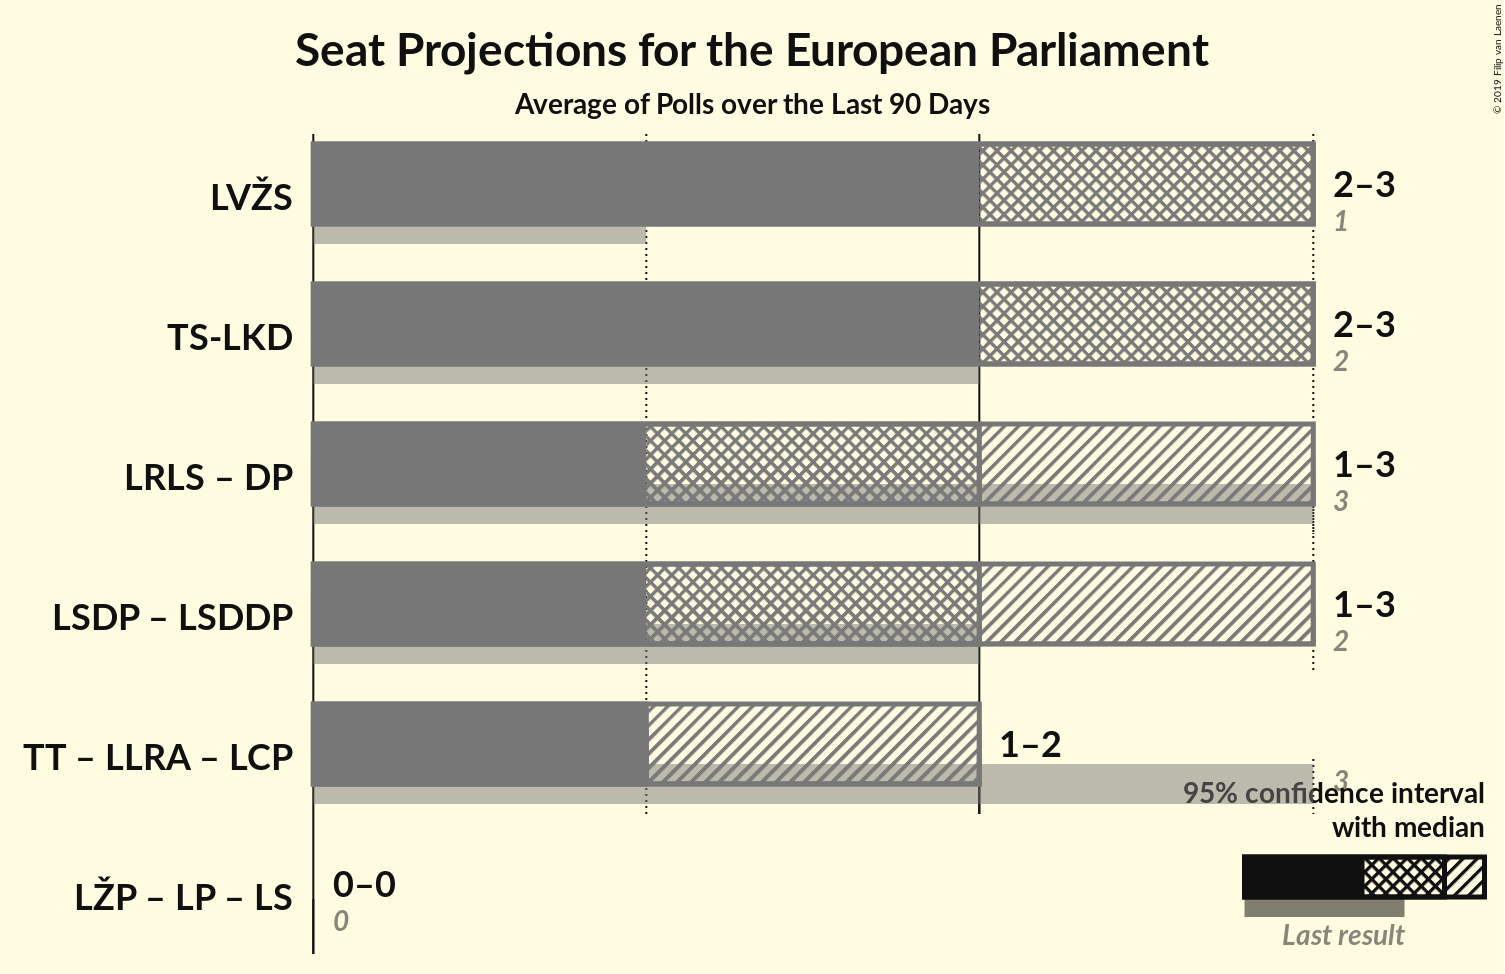 Seat Projections for the European Parliament
Average of Polls over the Last 90 Days
© 2019 Filip van Laenen
LVŽS
2–3
1
TS-LKD
2–3
2
LRLS – DP
1–3
3
LSDP – LSDDP
1–3
2
TT – LLRA – LCP
1–2
3
LŽP – LP – LS
0–0
0
95% confidence interval
with median
Last result